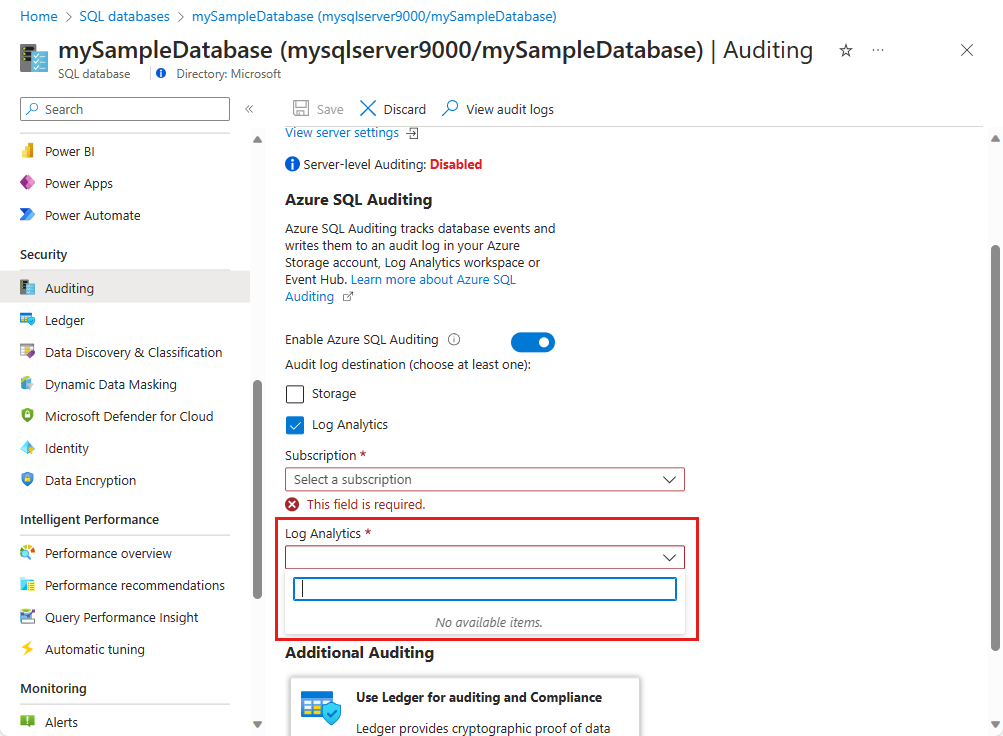 Home > SQL databases > mySampleDatabase (mysqlserver9000/mySampleDatabase)
mySampleDatabase (mysqlserver9000/mySampleDatabase) | Auditing
SQL database
Directory: Microsoft
Search
Save
Discard
View audit logs
Power BI
Power Apps
Power Automate
Security
Auditing
Ledger
Data Discovery & Classification
Dynamic Data Masking
Microsoft Defender for Cloud
Identity
Data Encryption
Intelligent Performance
Performance overview
Performance recommendations
Query Performance Insight
Automatic tuning
Monitoring
Alerts
View server settings
Server-level Auditing: Disabled
Azure SQL Auditing
Azure SQL Auditing tracks database events and
writes them to an audit log in your Azure
Storage account, Log Analytics workspace or
Event Hub. Learn more about Azure SQL
Auditing
Enable Azure SQL Auditing
Audit log destination (choose at least one):
Storage
Log Analytics
Subscription *
Select a subscription
This field is required.
Log Analytics *
No available items.
Additional Auditing
Use Ledger for auditing and Compliance
Ledger provides cryptographic proof of data